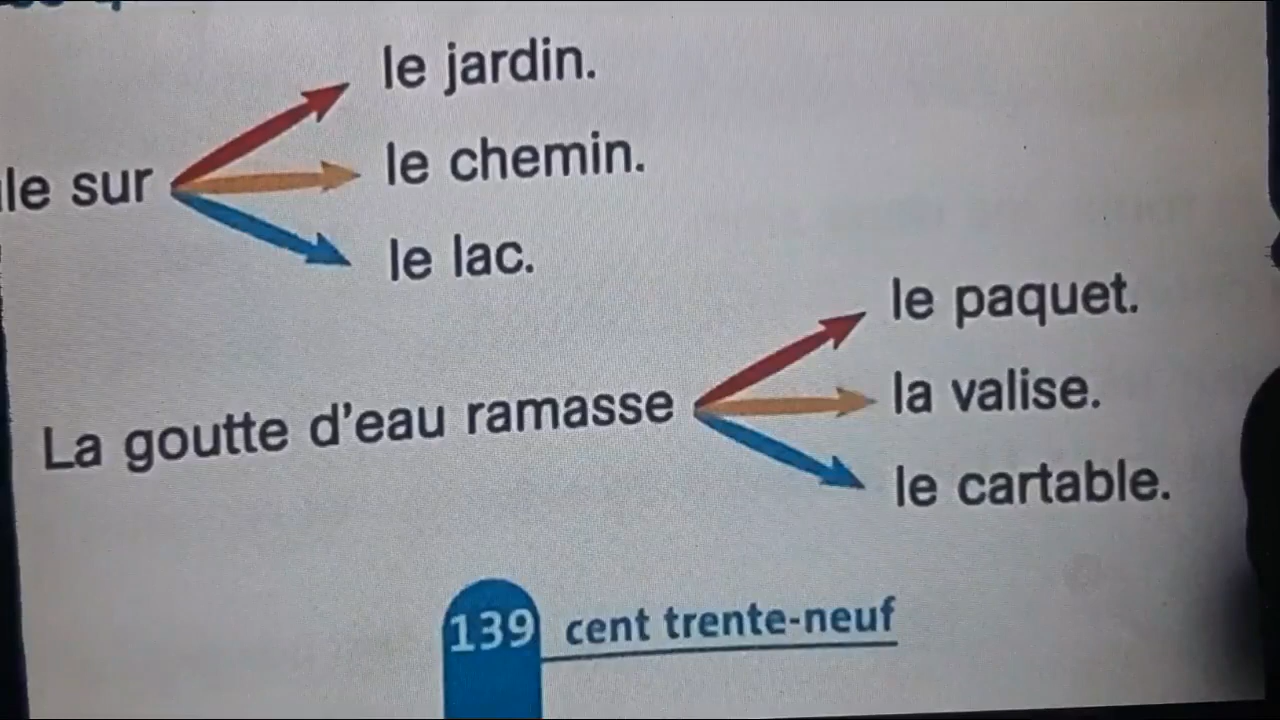 le jardin.
le chemin.
sur
le lac.
le paquet.
la valise.
La goutte d'eau ramasse
le cartable.
139 cent trente-neuf